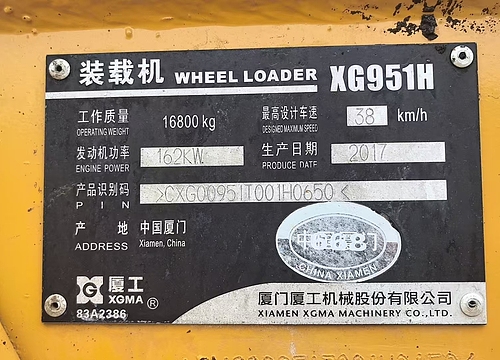 装载机 WHEEL LOADER XG951H
工作质量 16800 kg 最高设计车速 38 km/h
OPERATING WEIGHT DESIGNED MAXIMUM SPEED
发动机功率 162KW 生产日期 2017
ENGINE POWER PRODUCE DATE
产品识别码 >CXG00951T001H0650<
PIN
产 地 中国厦门
ADDRESS Xiamen, China
668
CHINA XIAMEN
厦工
XGMA ®
83A2386
厦门厦工机械股份有限公司
XIAMEN XGMA MACHINERY CO.,LTD.